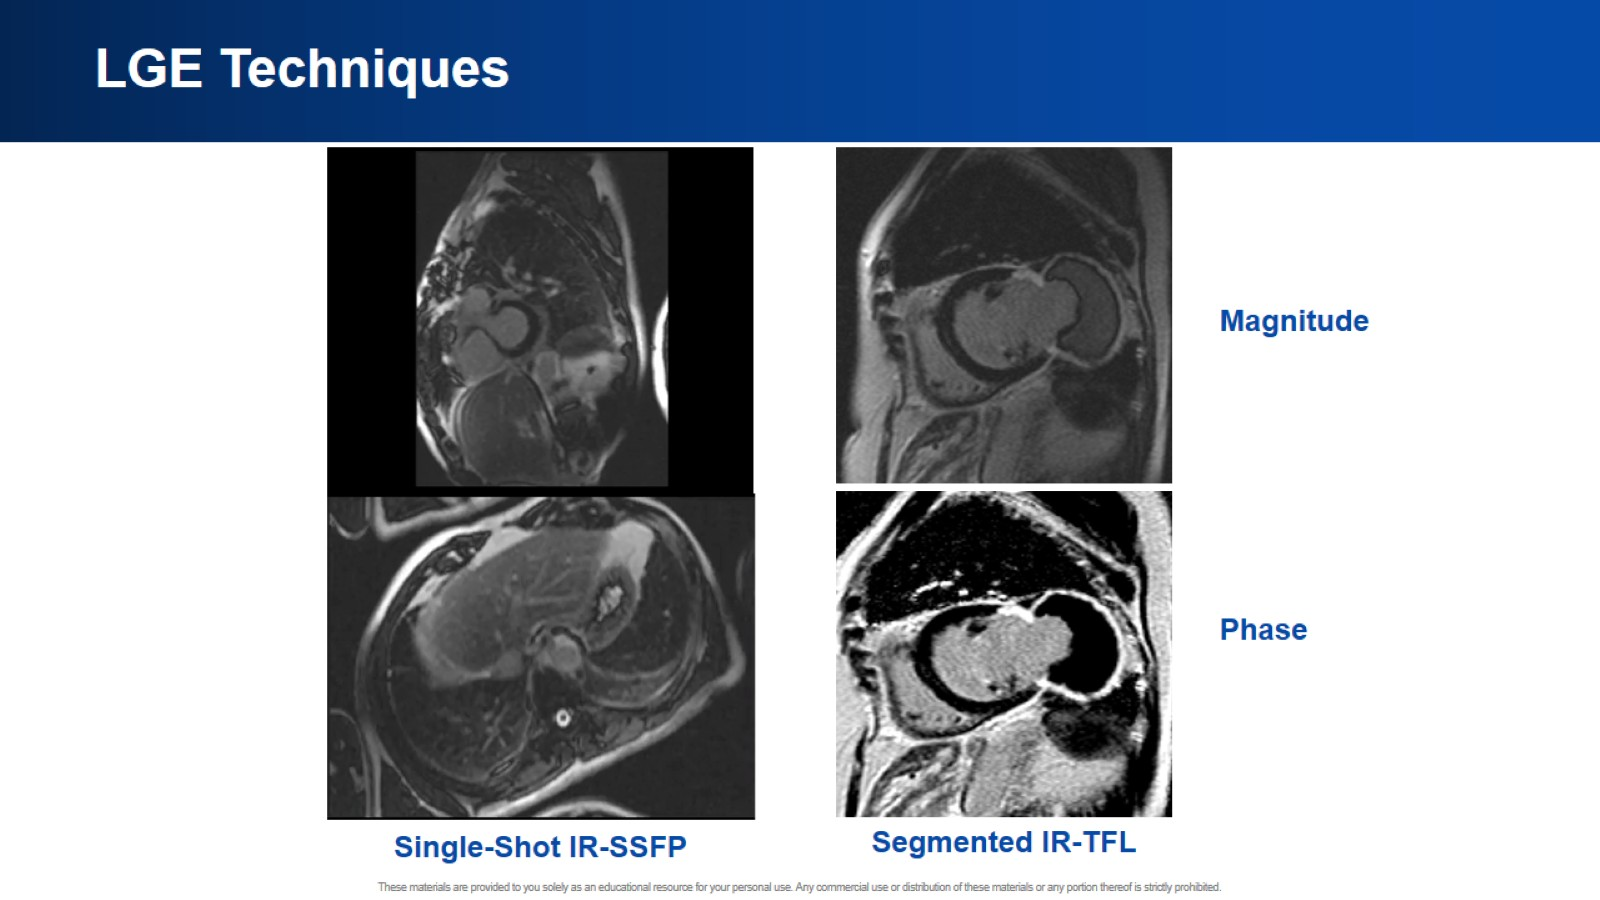 LGE Techniques
Magnitude
Phase
Single-Shot IR-SSFP
Segmented IR-TFL
These materials are provided to you solely as an educational resource for your personal use. Any commercial use or distribution of these materials or any portion thereof is strictly prohibited.